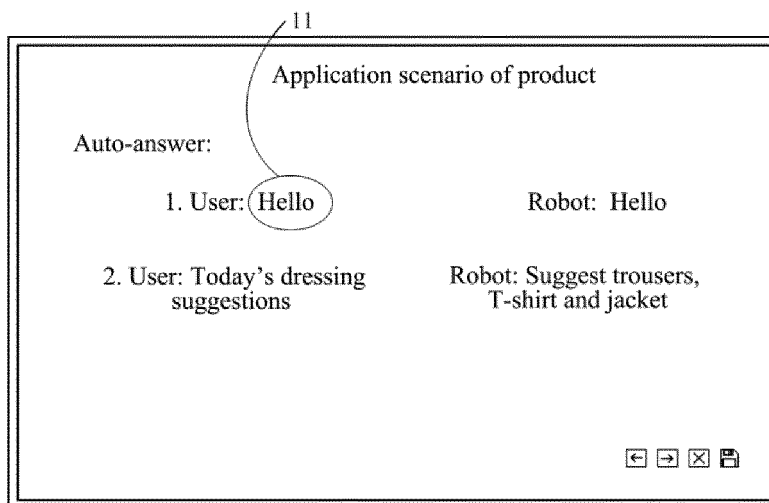 11
Application scenario of product
Auto-answer:
1. User: Hello
Robot: Hello
2. User: Today's dressing
suggestions
Robot: Suggest trousers,
T-shirt and jacket